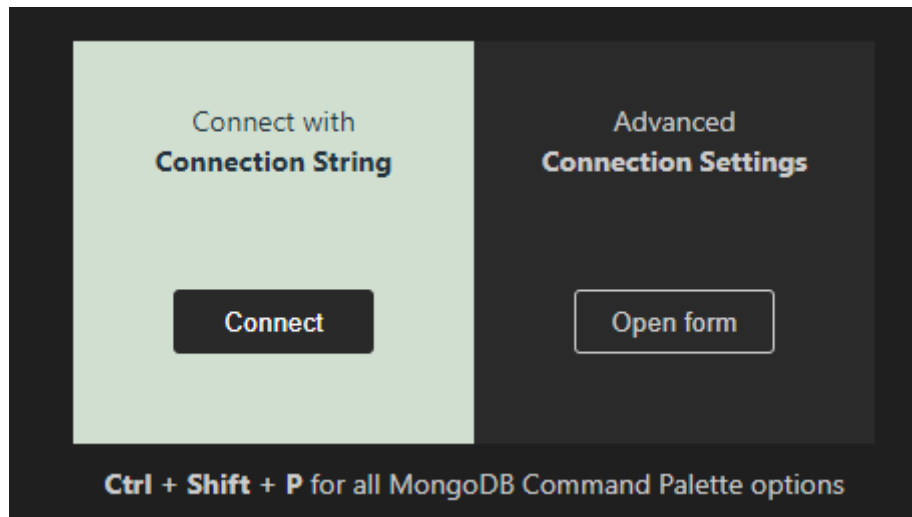 Connect with
Connection String
Connect
Advanced
Connection Settings
Open form
Ctrl + Shift + P for all MongoDB Command Palette options